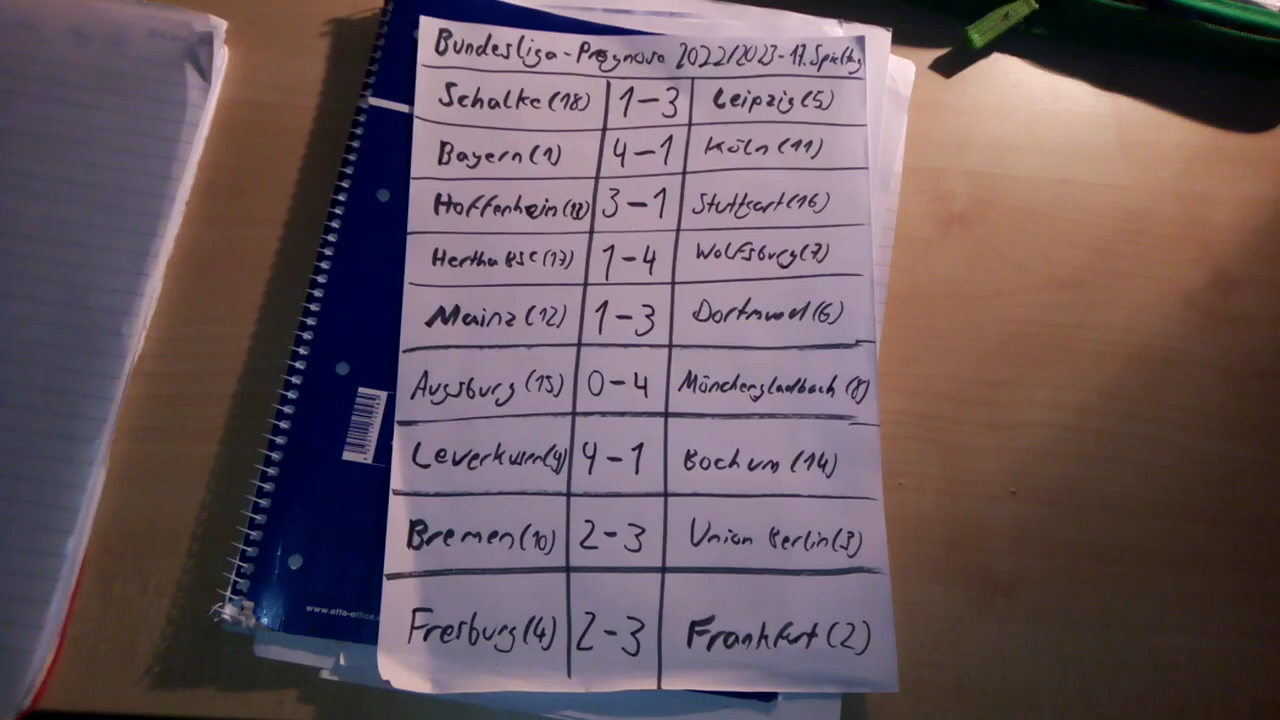 Bundesliga-Prognose 2022/2023-17.Spieltag
Schalke (18) 1-3 Leipzig (5)
Bayern (1) 4-1 Köln (11)
Hoffenheim 3-1 Stuttgart (16)
Hertha BSC (17) 1-4 Wolfsburg (7)
Mainz (12) 1-3 Dortmund (6)
Augsburg (15) 0-4 Mönchengladbach (8)
Leverkusen (9) 4-1 Bochum (14)
Bremen (10) 2-3 Union Berlin (3)
Freiburg (4) 2-3 Frankfurt (2)